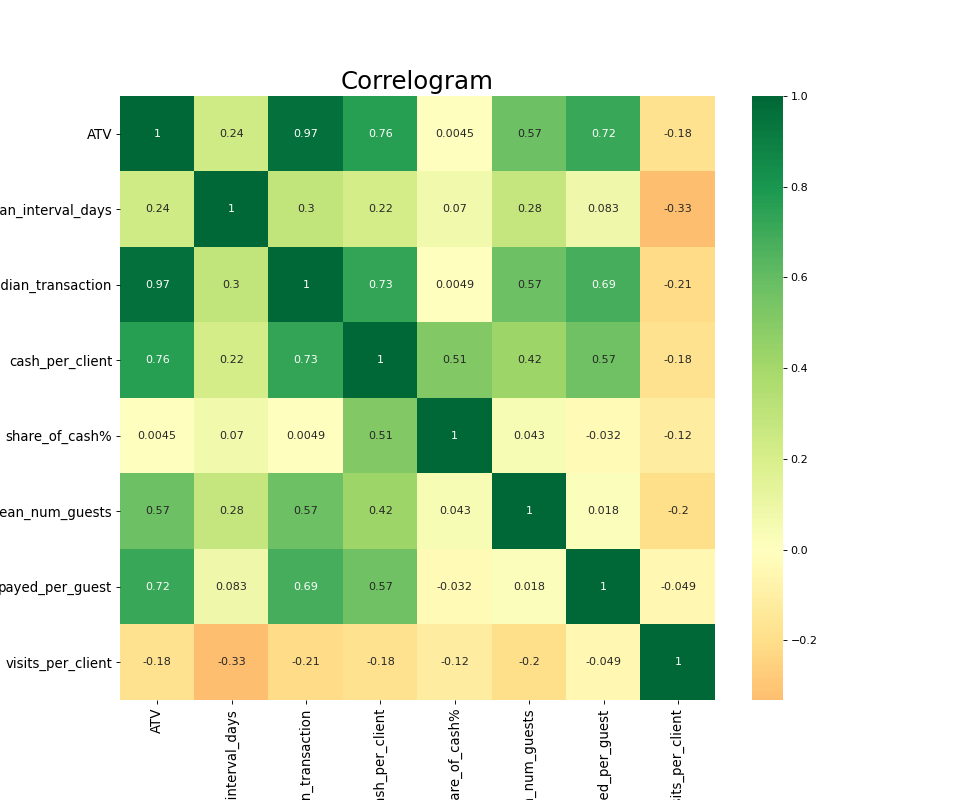 Correlogram
ATV 1 0.24 0.97 0.76 0.0045 0.57 0.72 -0.18
an_interval_days 0.24 1 0.3 0.22 0.07 0.28 0.083 -0.33
dian_transaction 0.97 0.3 1 0.73 0.0049 0.57 0.69 -0.21
cash_per_client 0.76 0.22 0.73 1 0.51 0.42 0.57 -0.18
share_of_cash% 0.0045 0.07 0.0049 0.51 1 0.043 -0.032 -0.12
ean_num_guests 0.57 0.28 0.57 0.42 0.043 1 0.018 -0.2
payed_per_guest 0.72 0.083 0.69 0.57 -0.032 0.018 1 -0.049
visits_per_client -0.18 -0.33 -0.21 -0.18 -0.12 -0.2 -0.049 1
ATV
interval_days
n_transaction
ash_per_client
are_of_cash%
n_num_guests
ed_per_guest
sits_per_client
1.0
0.8
0.6
0.4
0.2
0.0
−0.2